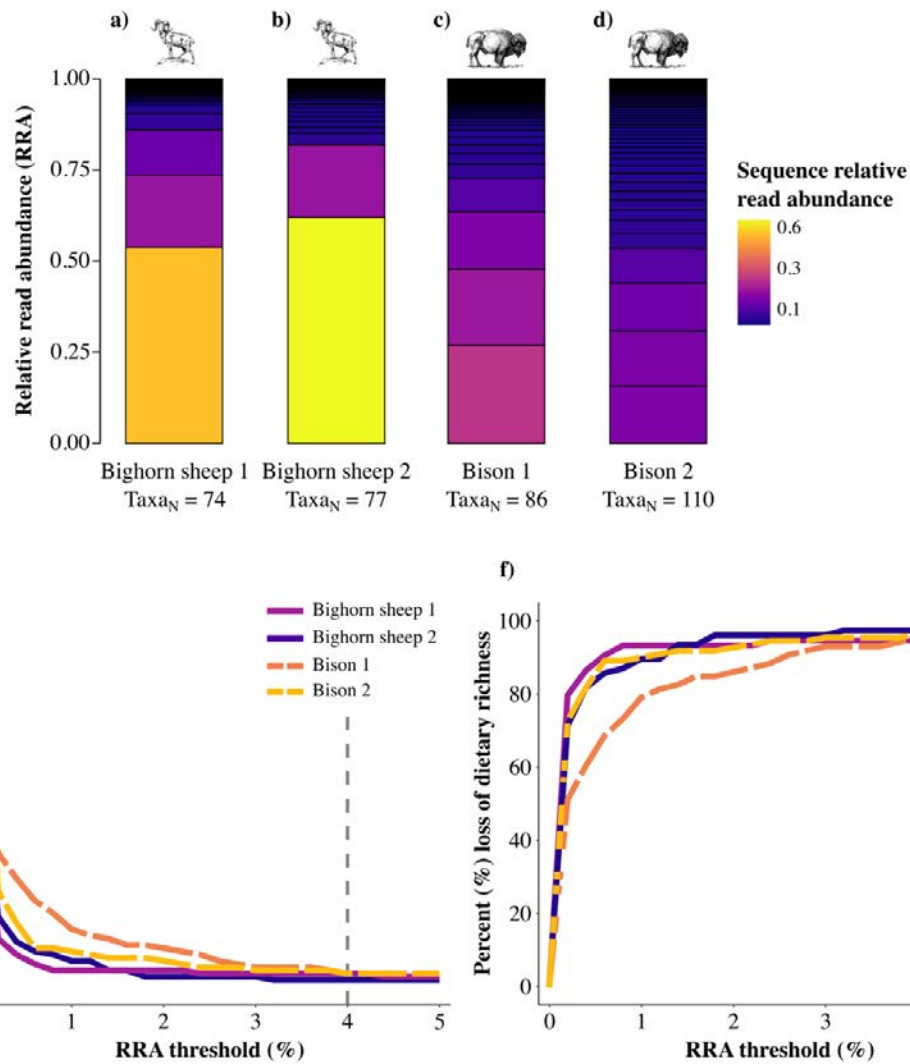 a) b) c) d)
Relative read abundance (RRA)
1.00
0.75
0.50
0.25
0.00
Sequence relative
read abundance
0.6
0.3
0.1
Bighorn sheep 1
Taxa_N = 74
Bighorn sheep 2
Taxa_N = 77
Bison 1
Taxa_N = 86
Bison 2
Taxa_N = 110
Bighorn sheep 1
Bighorn sheep 2
Bison 1
Bison 2
1 2 3 4 5
RRA threshold (%)
f)
Percent (%) loss of dietary richness
100
80
60
40
20
0
0 1 2 3
RRA threshold (%)